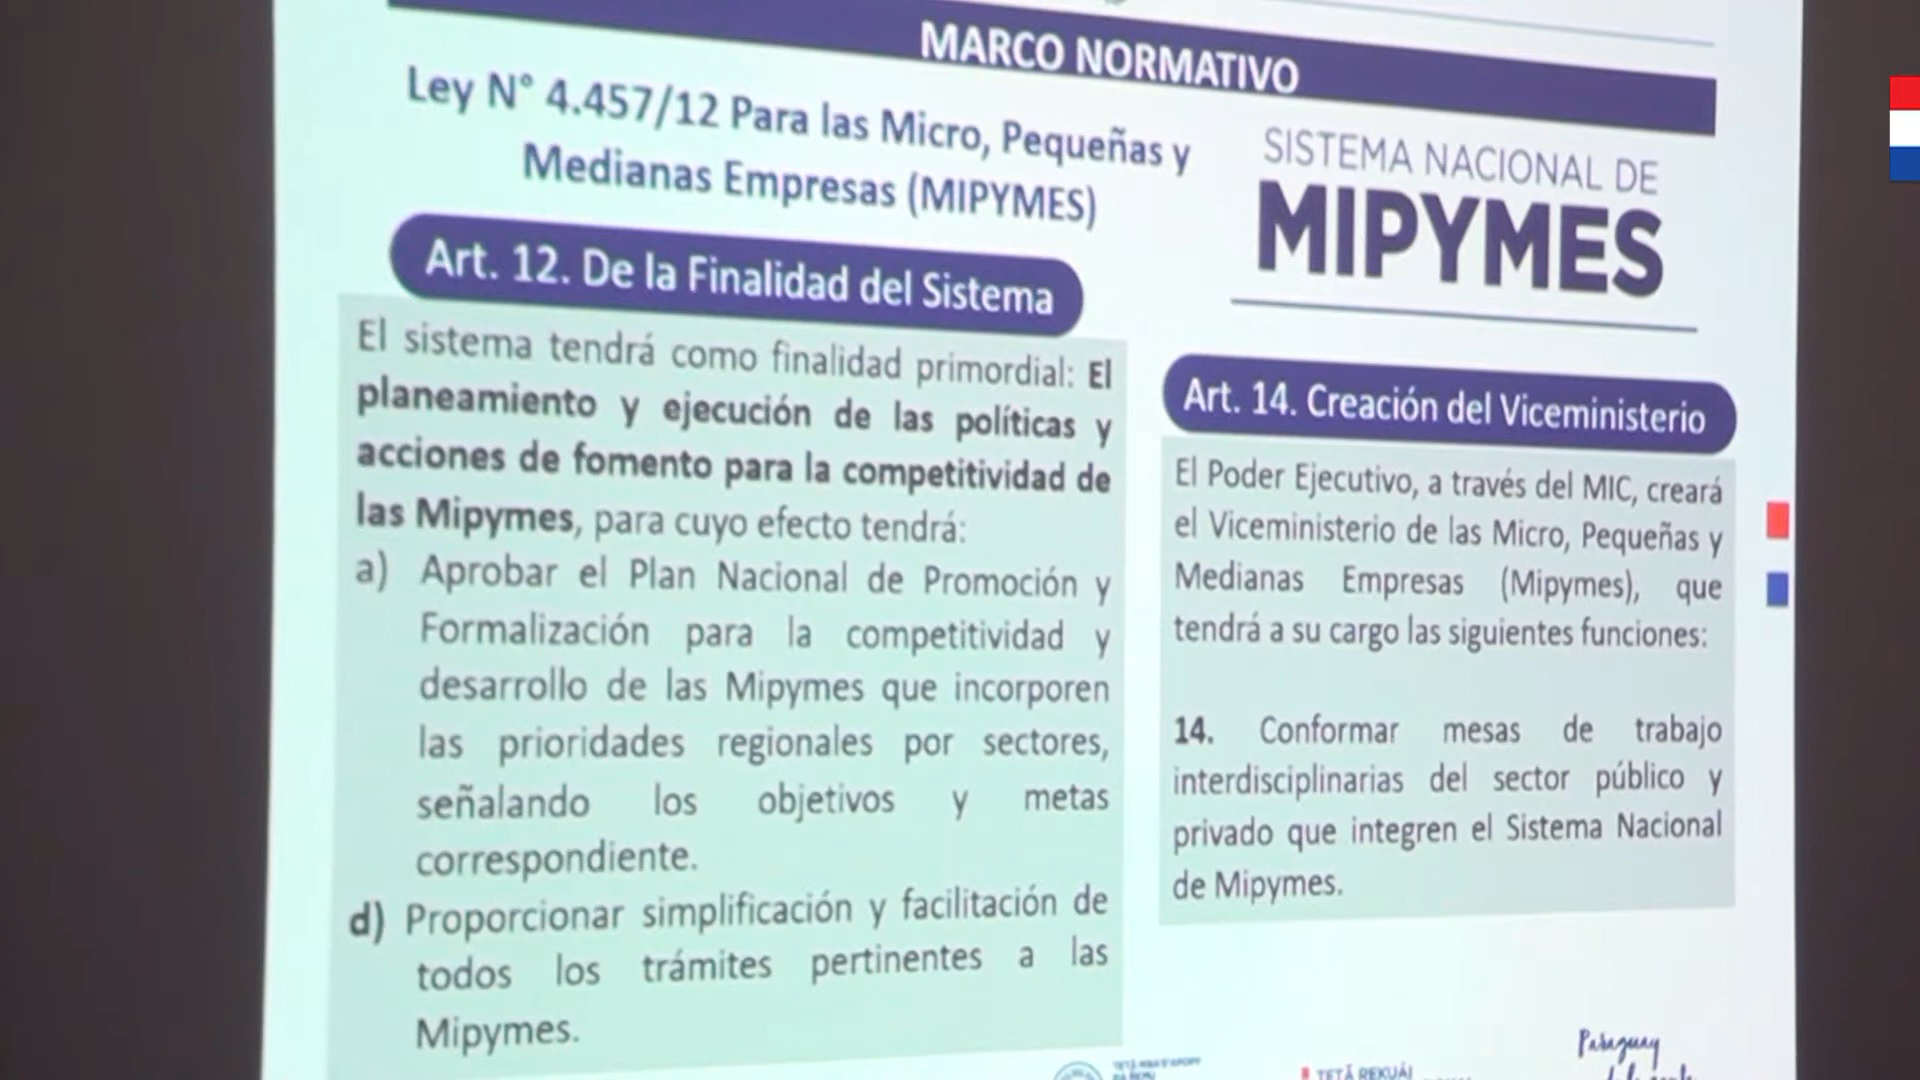 MARCO NORMATIVO
Ley N° 4.457/12 Para las Micro, Pequeñas y
Medianas Empresas (MIPYMES)
Art. 12. De la Finalidad del Sistema
El sistema tendrá como finalidad primordial: El
planeamiento y ejecución de las políticas y
acciones de fomento para la competitividad de
las Mipymes, para cuyo efecto tendrá:
a) Aprobar el Plan Nacional de Promoción y
Formalización para la competitividad y
desarrollo de las Mipymes que incorporen
las prioridades regionales por sectores,
señalando los objetivos y metas
correspondiente.
d) Proporcionar simplificación y facilitación de
todos los trámites pertinentes a las
Mipymes.
SISTEMA NACIONAL DE
MIPYMES
Art. 14. Creación del Viceministerio
El Poder Ejecutivo, a través del MIC, creará
el Viceministerio de las Micro, Pequeñas y
Medianas Empresas (Mipymes), que
tendrá a su cargo las siguientes funciones:
14. Conformar mesas de trabajo
interdisciplinarias del sector público y
privado que integren el Sistema Nacional
de Mipymes.
TETÃ REKUÁI
Paraguay